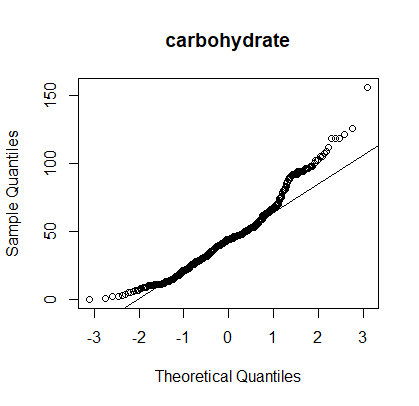 carbohydrate
Sample Quantiles
150
100
50
0
-3 -2 -1 0 1 2 3
Theoretical Quantiles